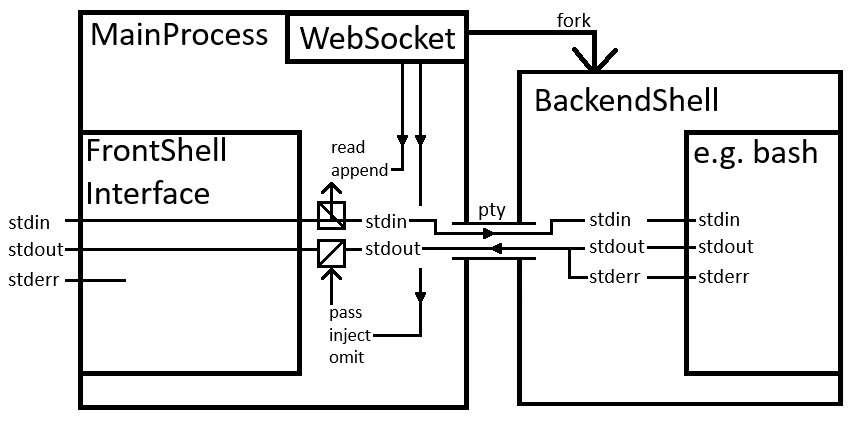 MainProcess
WebSocket
fork
BackendShell
FrontShell
Interface
e.g. bash
read
append
stdin
stdout
stderr
stdin
stdout
pty
stdin
stdout
stderr
stdin
stdout
stderr
pass
inject
omit